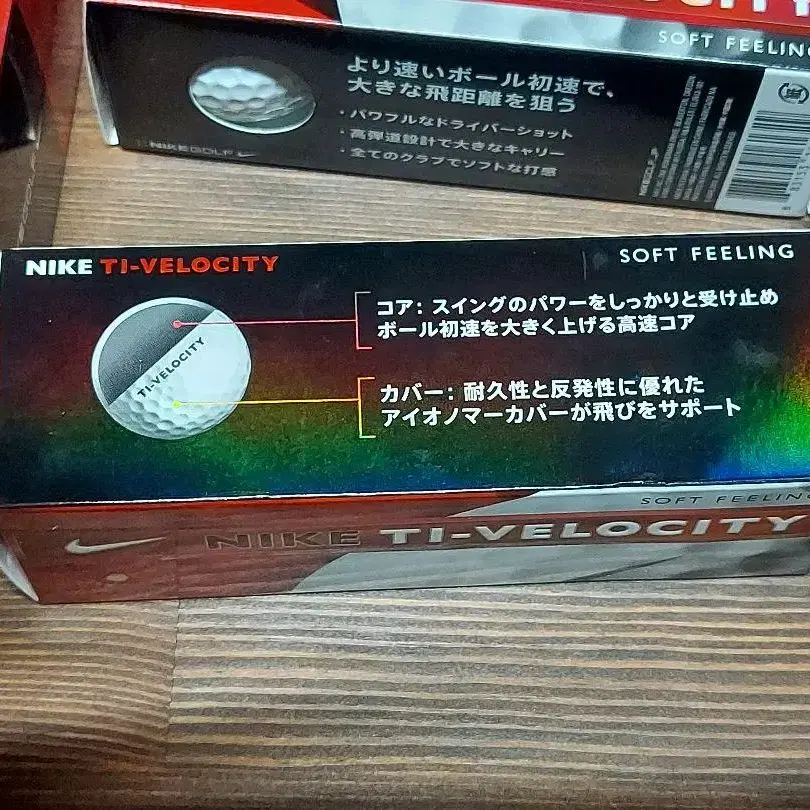 SOFT FEELING
より速いボール初速で、
大きな飛距離を狙う
・パワフルなドライバーショット
・高弾道設計で大きなキャリー
・全てのクラブでソフトな打感
NIKEGOLF
NIKE TI-VELOCITY
SOFT FEELING
コア: スイングのパワーをしっかりと受け止め
ボール初速を大きく上げる高速コア
TI-VELOCITY
カバー: 耐久性と反発性に優れた
アイオノマーカバーが飛びをサポート
SOFT FEELING
NIKE TI-VELOCITY